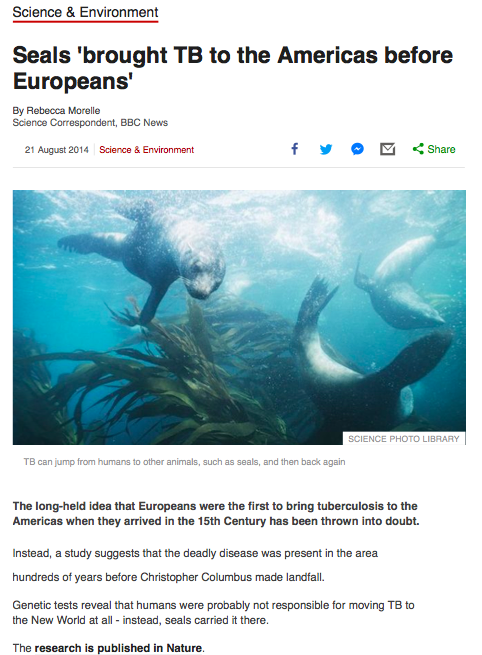 Science & Environment
Seals 'brought TB to the Americas before
Europeans'
By Rebecca Morelle
Science Correspondent, BBC News
21 August 2014 Science & Environment Share
SCIENCE PHOTO LIBRARY
TB can jump from humans to other animals, such as seals, and then back again
The long-held idea that Europeans were the first to bring tuberculosis to the
Americas when they arrived in the 15th Century has been thrown into doubt.
Instead, a study suggests that the deadly disease was present in the area
hundreds of years before Christopher Columbus made landfall.
Genetic tests reveal that humans were probably not responsible for moving TB to
the New World at all - instead, seals carried it there.
The research is published in Nature.